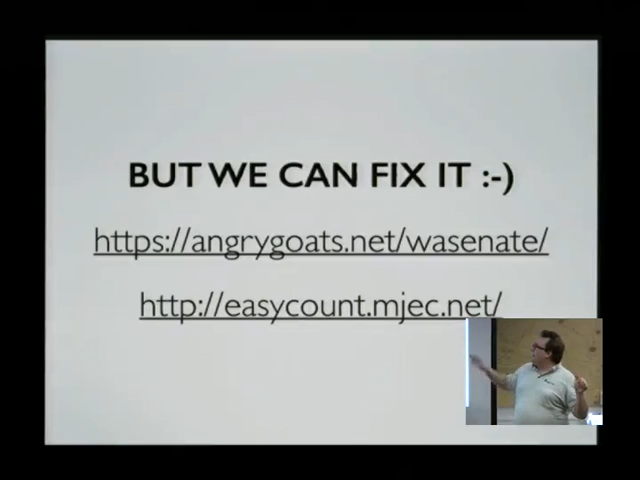 BUT WE CAN FIX IT :-)
https://angrygoats.net/wasenate/
http://easycount.mjec.net/